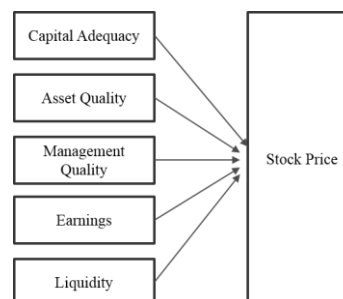 Capital Adequacy
Asset Quality
Management
Quality
Stock Price
Earnings
Liquidity